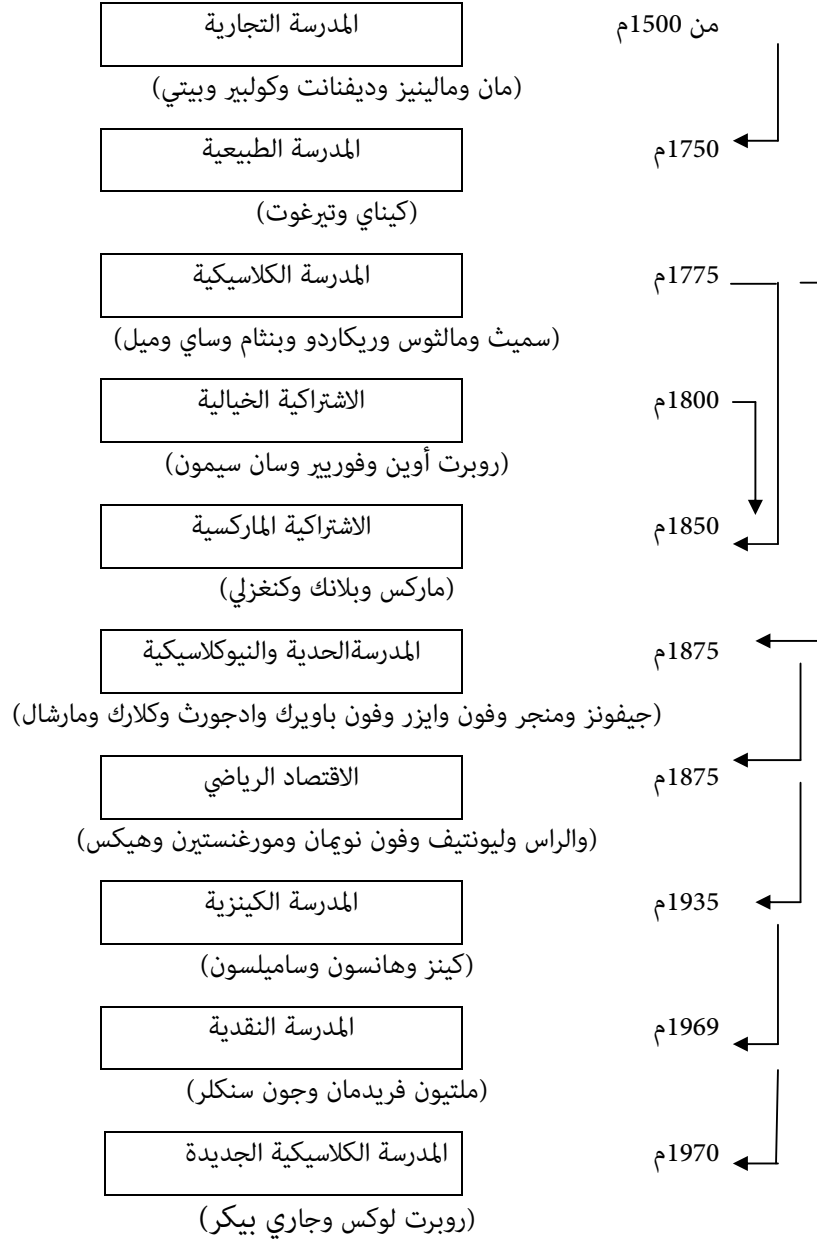 من 1500م المدرسة التجارية
(مان ومالينيز وديفنانت وكولبير وبيتي)
1750م المدرسة الطبيعية
(كيناي وتيرغوت)
1775م المدرسة الكلاسيكية
(سميث ومالثوس وريكاردو وبنثام وساي وميل)
1800م الاشتراكية الخيالية
(روبرت أوين وفوريير وسان سيمون)
1850م الاشتراكية الماركسية
(ماركس وبلانك وكنغزلي)
1875م المدرسةالحدية والنيوكلاسيكية
(جيفونز ومنجر وفون وايزر وفون باويرك وادجورث وكلارك ومارشال)
1875م الاقتصاد الرياضي
(والراس وليونتيف وفون نويمان ومورغنستيرن وهيكس)
1935م المدرسة الكينزية
(كينز وهانسون وساميلسون)
1969م المدرسة النقدية
(ملتيون فريدمان وجون سنكلر)
1970م المدرسة الكلاسيكية الجديدة
(روبرت لوكس وجاري بيكر)